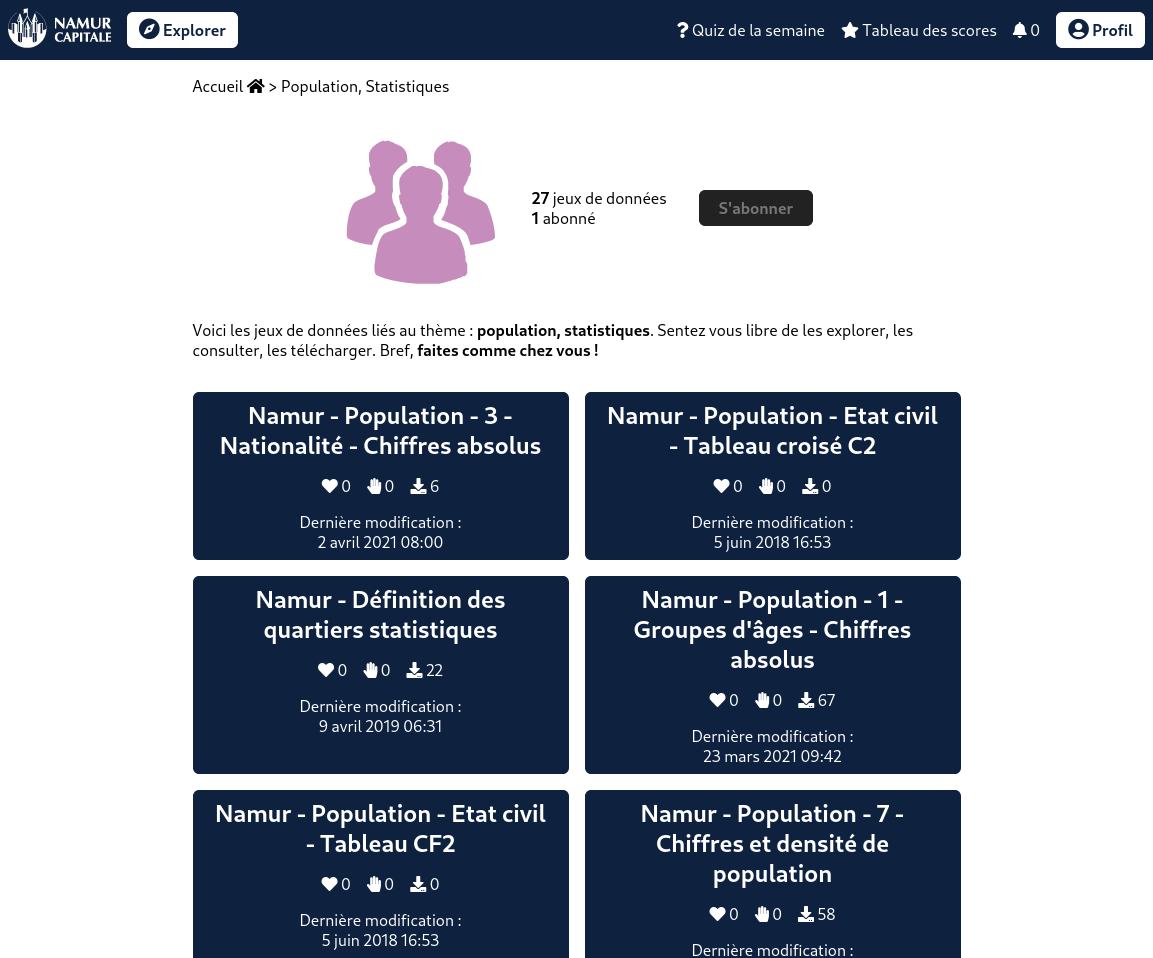 NAMUR
CAPITALE
Explorer
Quiz de la semaine
Tableau des scores
0
Profil
Accueil > Population, Statistiques
27 jeux de données
1 abonné
S'abonner
Voici les jeux de données liés au thème : population, statistiques. Sentez vous libre de les explorer, les
consulter, les télécharger. Bref, faites comme chez vous !
Namur - Population - 3 -
Nationalité - Chiffres absolus
0 0 6
Dernière modification :
2 avril 2021 08:00
Namur - Population - Etat civil
- Tableau croisé C2
0 0 0
Dernière modification :
5 juin 2018 16:53
Namur - Définition des
quartiers statistiques
0 0 22
Dernière modification :
9 avril 2019 06:31
Namur - Population - 1 -
Groupes d'âges - Chiffres
absolus
0 0 67
Dernière modification :
23 mars 2021 09:42
Namur - Population - Etat civil
- Tableau CF2
0 0 0
Dernière modification :
5 juin 2018 16:53
Namur - Population - 7 -
Chiffres et densité de
population
0 0 58
Dernière modification :